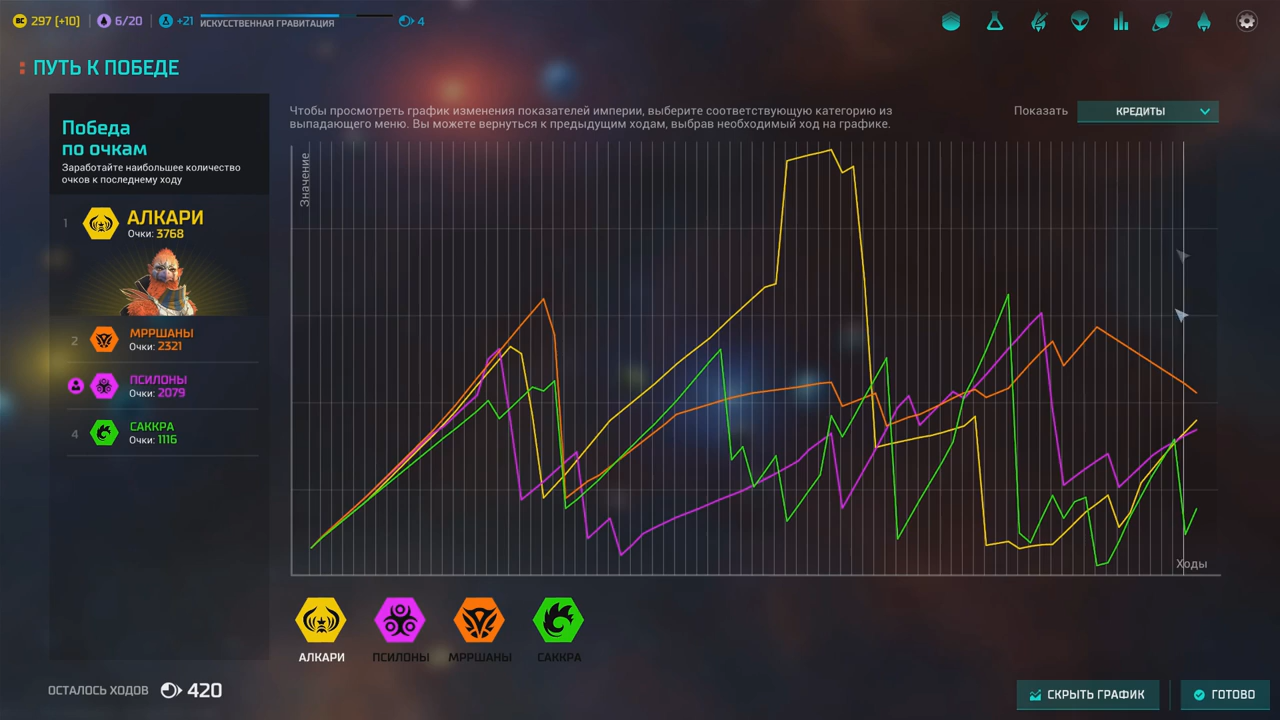 297 (+10)
6/20
+21
ИСКУССТВЕННАЯ ГРАВИТАЦИЯ
4
ПУТЬ К ПОБЕДЕ
Победа
по очкам
Заработайте наибольшее количество
очков к последнему ходу
1
АЛКАРИ
Очки: 3768
2
МРРШАНЫ
Очки: 2321
ПСИЛОНЫ
Очки: 2079
4
САККРА
Очки: 1116
Чтобы просмотреть график изменения показателей империи, выберите соответствующую категорию из
выпадающего меню. Вы можете вернуться к предыдущим ходам, выбрав необходимый ход на графике.
Показать
КРЕДИТЫ
Значение
Ходы
АЛКАРИ
ПСИЛОНЫ
МРРШАНЫ
САККРА
ОСТАЛОСЬ ХОДОВ
420
СКРЫТЬ ГРАФИК
ГОТОВО